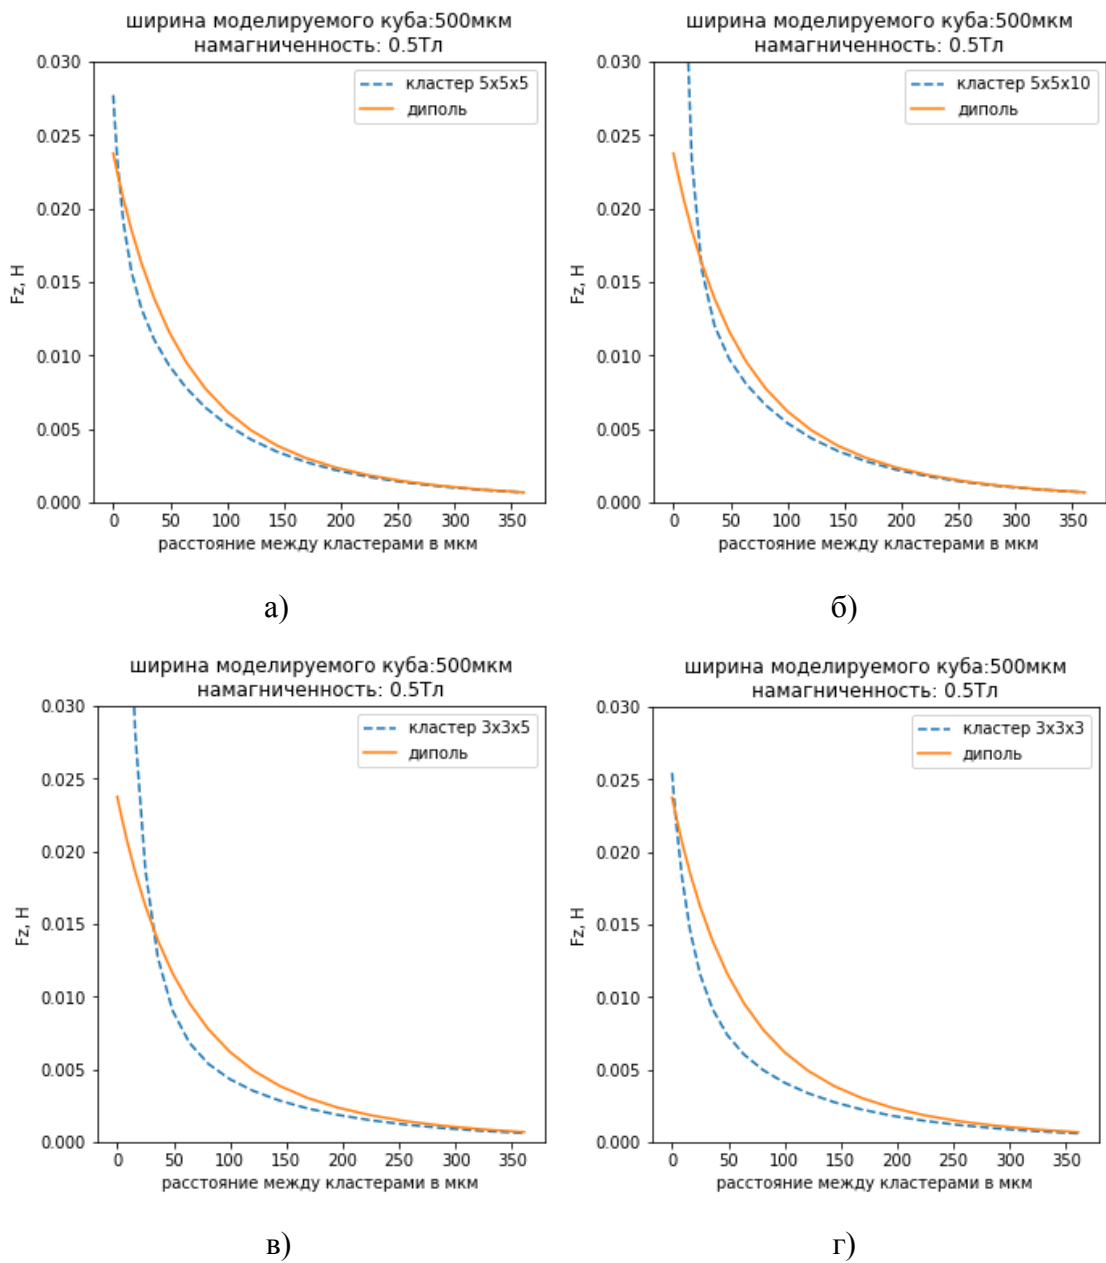 ширина моделируемого куба:500мкм
намагниченность: 0.5Тл
0.030
0.025
0.020
0.015
0.010
0.005
0.000
Fz, Н
кластер 5x5x5
диполь
0 50 100 150 200 250 300 350
расстояние между кластерами в мкм
а)
ширина моделируемого куба:500мкм
намагниченность: 0.5Тл
0.030
0.025
0.020
0.015
0.010
0.005
0.000
Fz, Н
кластер 5x5x10
диполь
0 50 100 150 200 250 300 350
расстояние между кластерами в мкм
б)
ширина моделируемого куба:500мкм
намагниченность: 0.5Тл
0.030
0.025
0.020
0.015
0.010
0.005
0.000
Fz, Н
кластер 3x3x5
диполь
0 50 100 150 200 250 300 350
расстояние между кластерами в мкм
в)
ширина моделируемого куба:500мкм
намагниченность: 0.5Тл
0.030
0.025
0.020
0.015
0.010
0.005
0.000
Fz, Н
кластер 3x3x3
диполь
0 50 100 150 200 250 300 350
расстояние между кластерами в мкм
г)